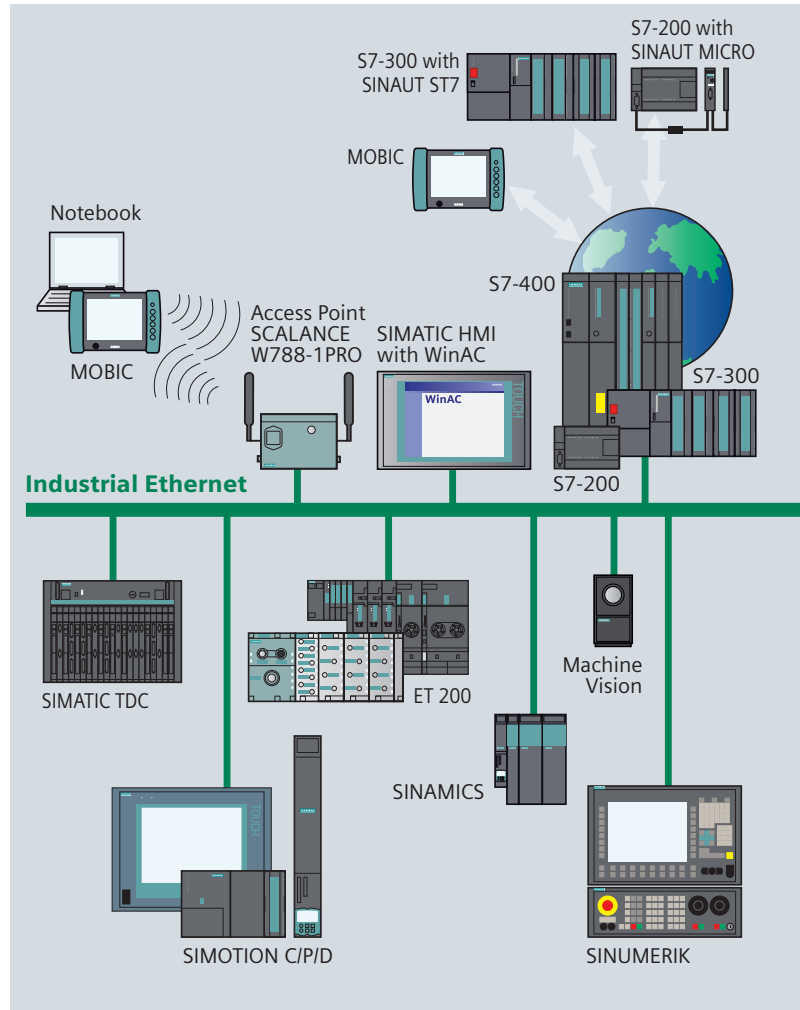 S7-200 with
SINAUT MICRO
S7-300 with
SINAUT ST7
MOBIC
Notebook
MOBIC
Access Point
SCALANCE
W788-1PRO
SIMATIC HMI
with WinAC
WinAC
TOUCH
S7-400
S7-300
S7-200
Industrial Ethernet
SIMATIC TDC
ET 200
Machine
Vision
SINAMICS
TOUCH
SIMOTION C/P/D
SINUMERIK